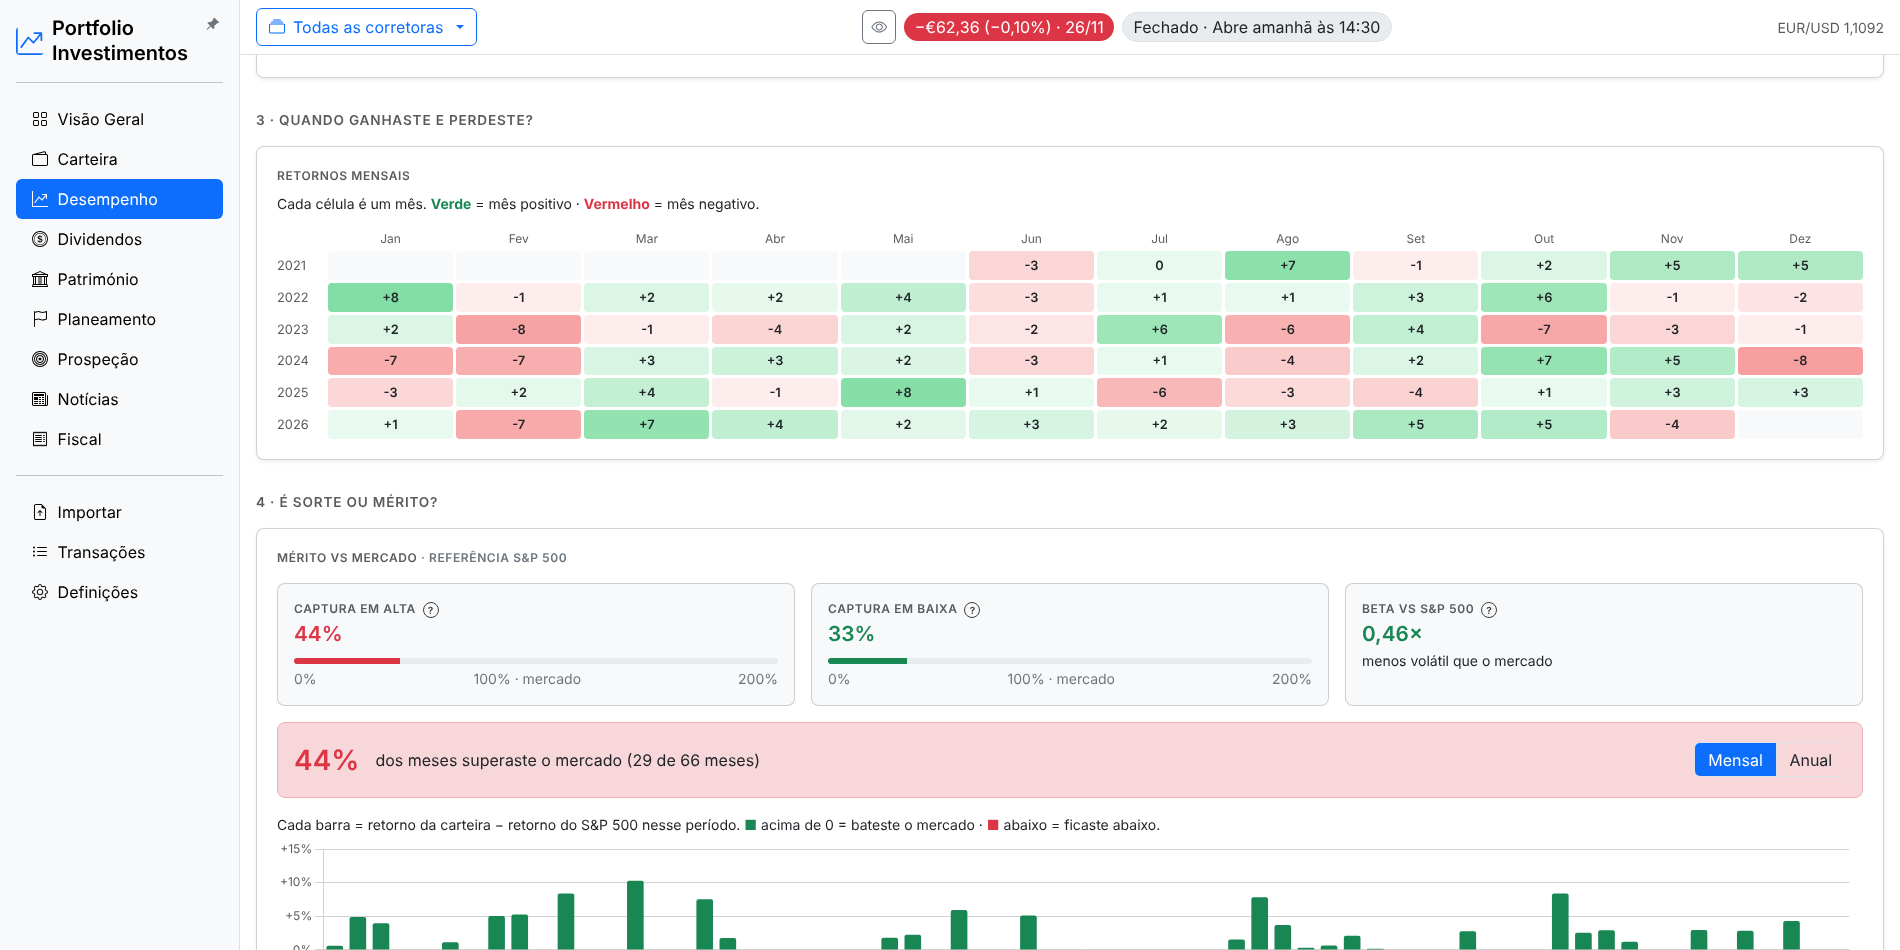 Portfolio
Investimentos
Visão Geral
Carteira
Desempenho
Dividendos
Património
Planeamento
Prospeção
Notícias
Fiscal
Importar
Transações
Definições
Todas as corretoras
−€62,36 (−0,10%) · 26/11
Fechado · Abre amanhã às 14:30
EUR/USD 1,1092
3 · QUANDO GANHASTE E PERDESTE?
RETORNOS MENSAIS
Cada célula é um mês. Verde = mês positivo · Vermelho = mês negativo.
Jan Fev Mar Abr Mai Jun Jul Ago Set Out Nov Dez
2021 -3 0 +7 -1 +2 +5 +5
2022 +8 -1 +2 +2 +4 -3 +1 +1 +3 +6 -1 -2
2023 +2 -8 -1 -4 +2 -2 +6 -6 +4 -7 -3 -1
2024 -7 -7 +3 +3 +2 -3 +1 -4 +2 +7 +5 -8
2025 -3 +2 +4 -1 +8 +1 -6 -3 -4 +1 +3 +3
2026 +1 -7 +7 +4 +2 +3 +2 +3 +5 +5 -4
4 · É SORTE OU MÉRITO?
MÉRITO VS MERCADO · REFERÊNCIA S&P 500
CAPTURA EM ALTA ?
44%
0% 100% · mercado 200%
CAPTURA EM BAIXA ?
33%
0% 100% · mercado 200%
BETA VS S&P 500 ?
0,46×
menos volátil que o mercado
44% dos meses superaste o mercado (29 de 66 meses)
Mensal Anual
Cada barra = retorno da carteira − retorno do S&P 500 nesse período. acima de 0 = bateste o mercado · abaixo = ficaste abaixo.
+15%
+10%
+5%
0%